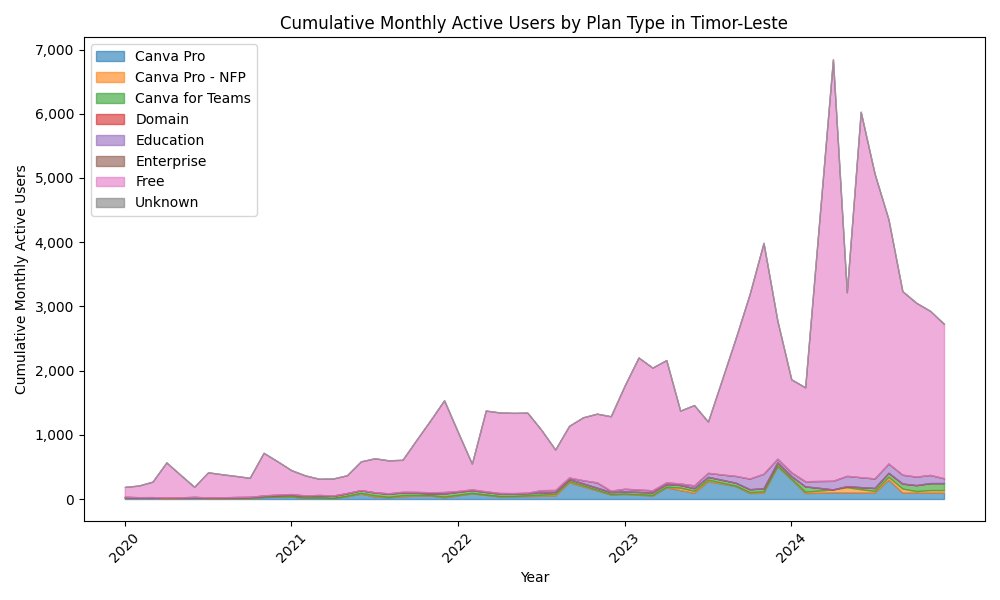 Cumulative Monthly Active Users by Plan Type in Timor-Leste
Canva Pro
Canva Pro - NFP
Canva for Teams
Domain
Education
Enterprise
Free
Unknown
7,000
6,000
5,000
4,000
3,000
2,000
1,000
0
Cumulative Monthly Active Users
2020
2021
2022
2023
2024
Year